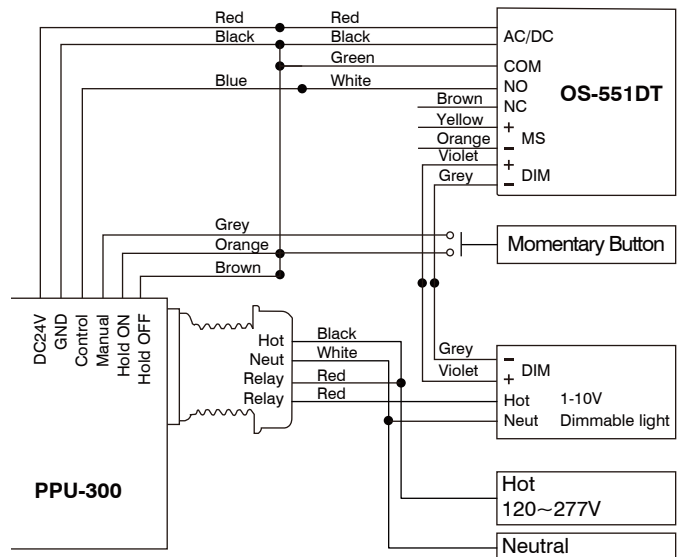 Red Red
Black Black
Green
Blue White
Brown
Yellow
Orange
Violet
Grey
AC/DC
COM
NO
NC
+ MS
−
+ DIM
−
OS-551DT
Grey
Orange
Brown
Momentary Button
DC24V
GND
Control
Manual
Hold ON
Hold OFF
PPU-300
Hot Black
Neut White
Relay Red
Relay Red
Grey − DIM
Violet +
Hot 1-10V
Neut Dimmable light
Hot
120~277V
Neutral